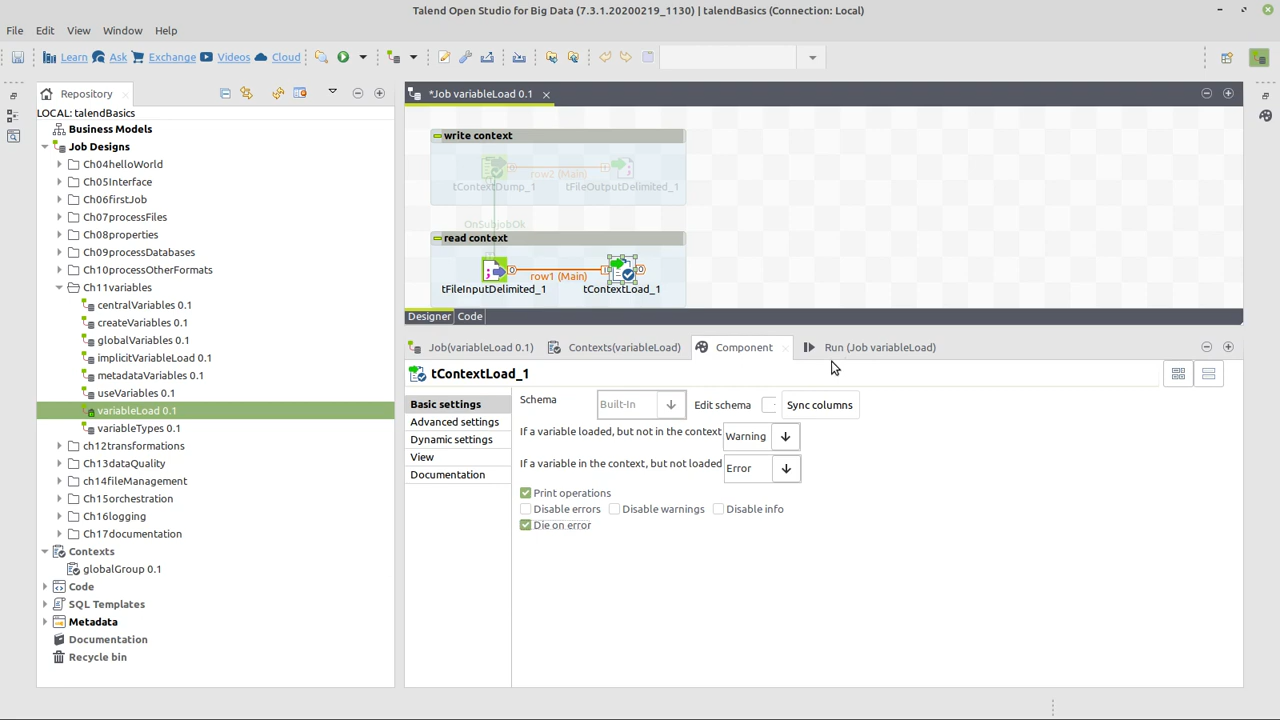 Talend Open Studio for Big Data (7.3.1.20200219_1130) | talendBasics (Connection: Local)
File Edit View Window Help
Learn Ask Exchange Videos Cloud
Repository
LOCAL: talendBasics
Business Models
Job Designs
Ch04helloWorld
Ch05Interface
Ch06firstJob
Ch07processFiles
Ch08properties
Ch09processDatabases
Ch10processOtherFormats
Ch11variables
centralVariables 0.1
createVariables 0.1
globalVariables 0.1
implicitVariableLoad 0.1
metadataVariables 0.1
useVariables 0.1
variableLoad 0.1
variableTypes 0.1
ch12transformations
Ch13dataQuality
ch14fileManagement
Ch15orchestration
Ch16logging
Ch17documentation
Contexts
globalGroup 0.1
Code
SQL Templates
Metadata
Documentation
Recycle bin
*Job variableLoad 0.1
write context
row2 (Main)
tContextDump_1 tFileOutputDelimited_1
OnSubjobOk
read context
row1 (Main)
tFileInputDelimited_1 tContextLoad_1
Designer Code
Job(variableLoad 0.1) Contexts(variableLoad) Component Run (Job variableLoad)
tContextLoad_1
Basic settings
Advanced settings
Dynamic settings
View
Documentation
Schema Built-In Edit schema Sync columns
If a variable loaded, but not in the context Warning
If a variable in the context, but not loaded Error
Print operations
Disable errors Disable warnings Disable info
Die on error